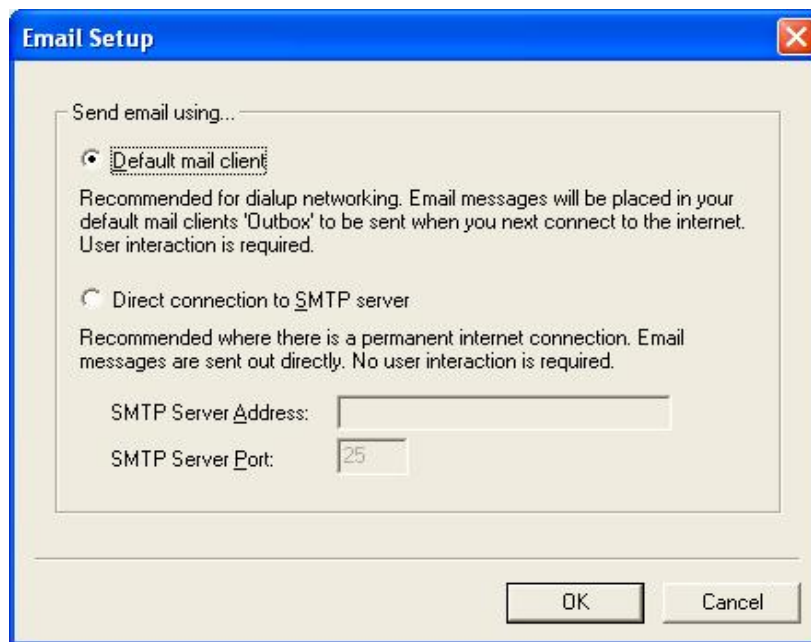 Email Setup
Send email using...
Default mail client
Recommended for dialup networking. Email messages will be placed in your
default mail clients 'Outbox' to be sent when you next connect to the internet.
User interaction is required.
Direct connection to SMTP server
Recommended where there is a permanent internet connection. Email
messages are sent out directly. No user interaction is required.
SMTP Server Address:
SMTP Server Port: 25
OK Cancel